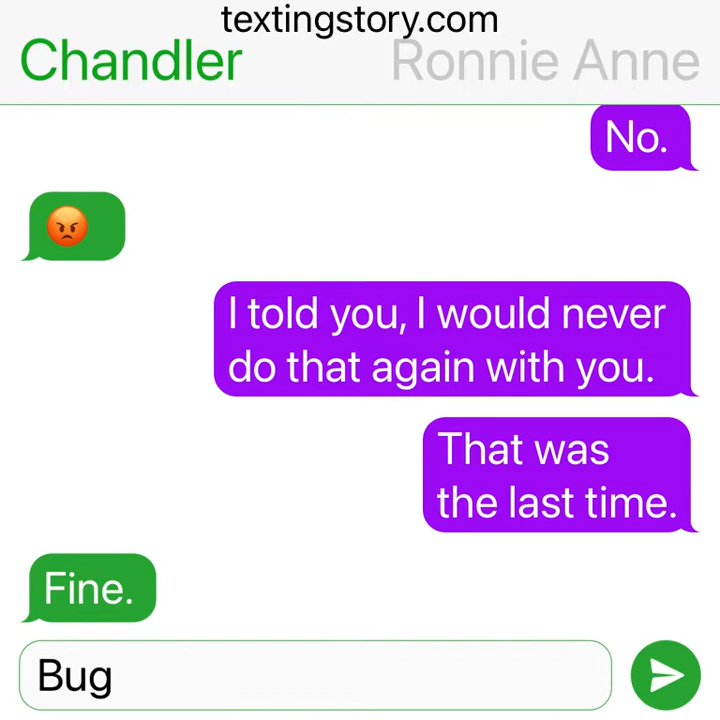 textingstory.com
Chandler Ronnie Anne
No.
😡
I told you, I would never
do that again with you.
That was
the last time.
Fine.
Bug